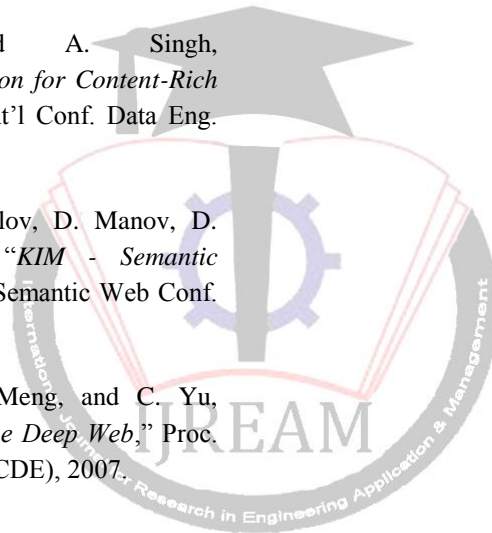 d A. Singh,
on for Content-Rich
t'l Conf. Data Eng.
lov, D. Manov, D.
"KIM - Semantic
Semantic Web Conf.
Meng, and C. Yu,
e Deep Web," Proc.
CDE), 2007.
IJREAM
International Journal for Research in Engineering Application & Management